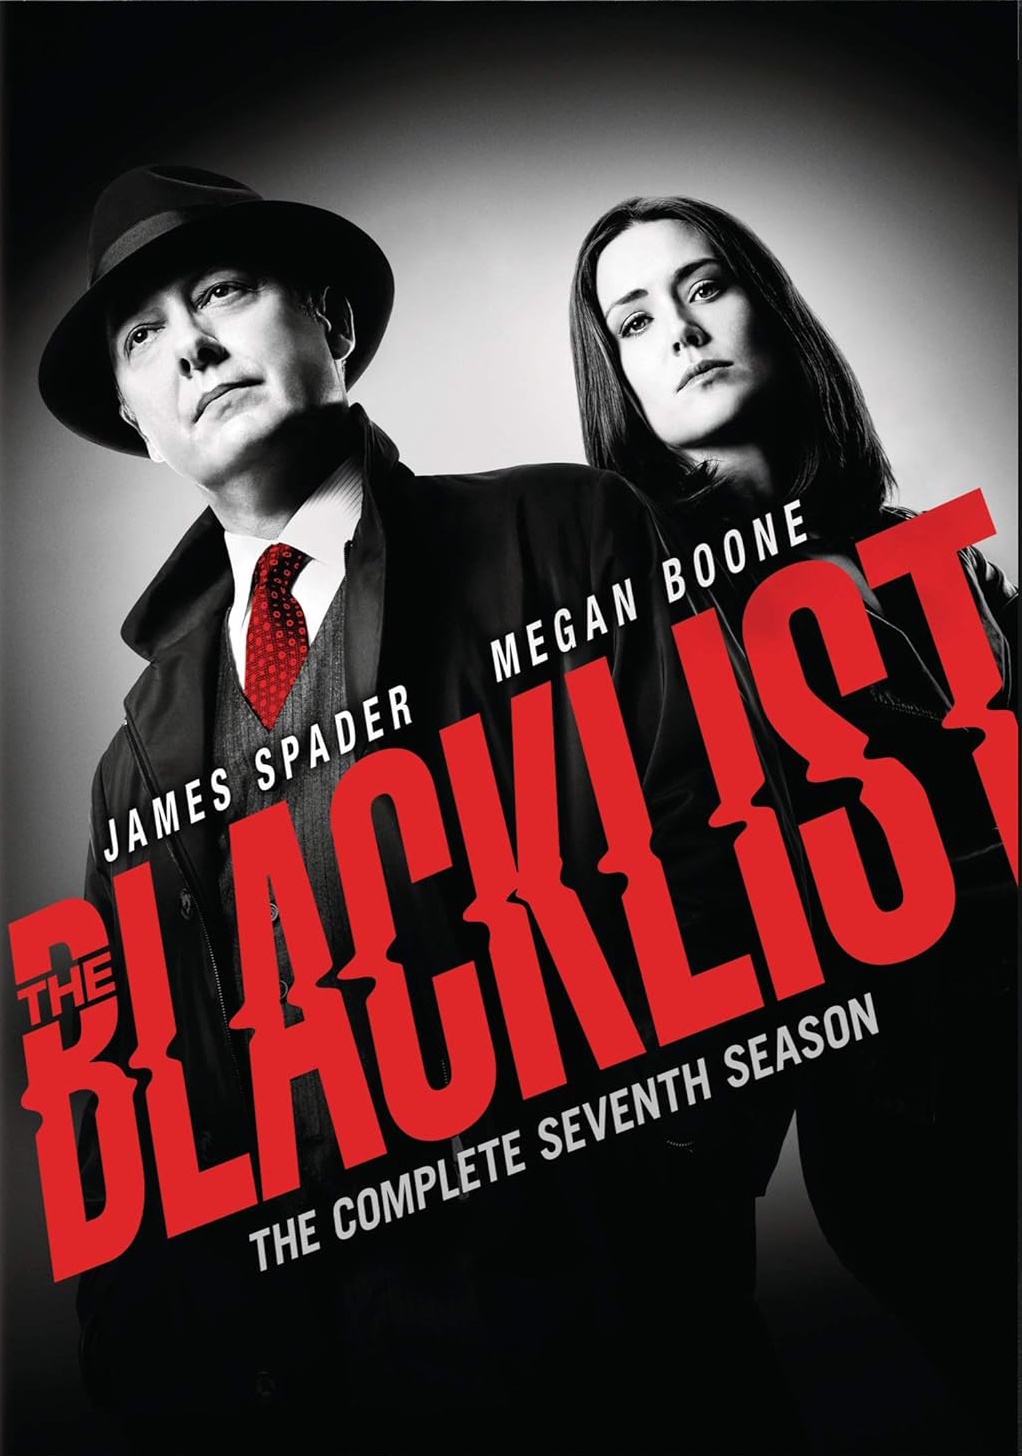 JAMES SPADER
MEGAN BOONE
THE
BLACKLIST
THE COMPLETE SEVENTH SEASON